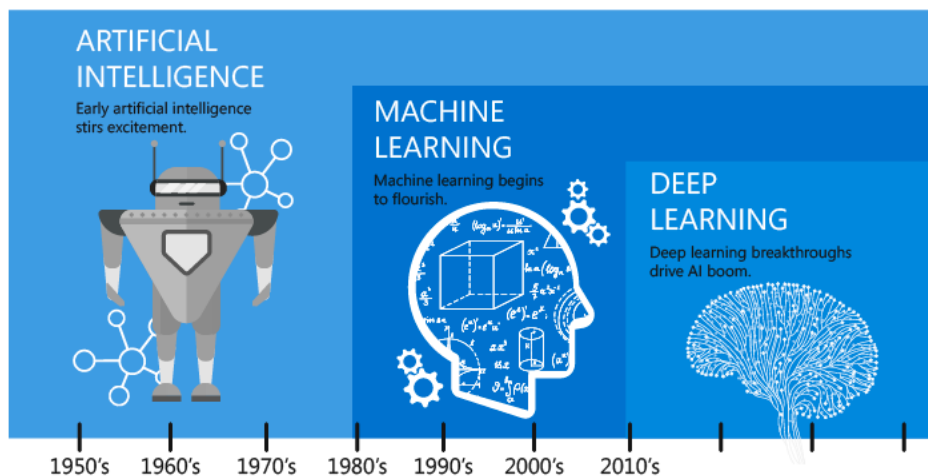 ARTIFICIAL
INTELLIGENCE
Early artificial intelligence
stirs excitement.
MACHINE
LEARNING
Machine learning begins
to flourish.
DEEP
LEARNING
Deep learning breakthroughs
drive AI boom.
1950's 1960's 1970's 1980's 1990's 2000's 2010's